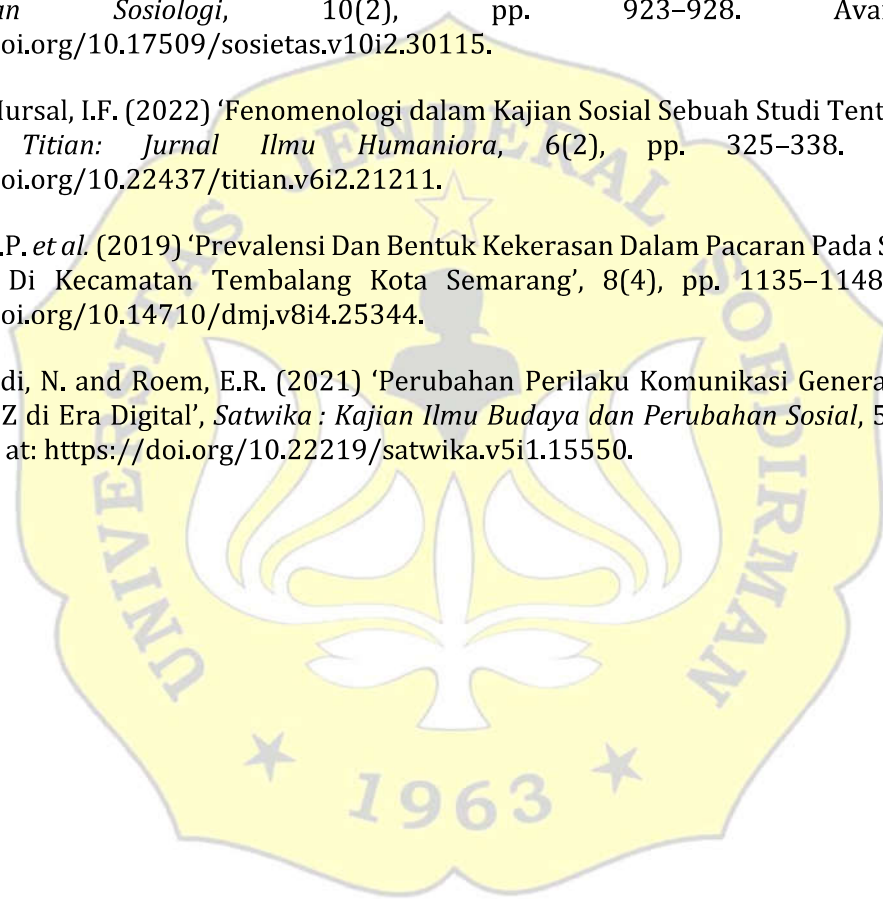 an Sosiologi, 10(2), pp. 923–928. Avai
oi.org/10.17509/sosietas.v10i2.30115.
Mursal, I.F. (2022) ‘Fenomenologi dalam Kajian Sosial Sebuah Studi Tent
Titian: Jurnal Ilmu Humaniora, 6(2), pp. 325–338.
oi.org/10.22437/titian.v6i2.21211.
.P. et al. (2019) ‘Prevalensi Dan Bentuk Kekerasan Dalam Pacaran Pada S
Di Kecamatan Tembalang Kota Semarang’, 8(4), pp. 1135–1148
oi.org/10.14710/dmj.v8i4.25344.
di, N. and Roem, E.R. (2021) ‘Perubahan Perilaku Komunikasi Genera
Z di Era Digital’, Satwika : Kajian Ilmu Budaya dan Perubahan Sosial, 5
at: https://doi.org/10.22219/satwika.v5i1.15550.
UNIVERSITAS JENDERAL SOEDIRMAN
1963